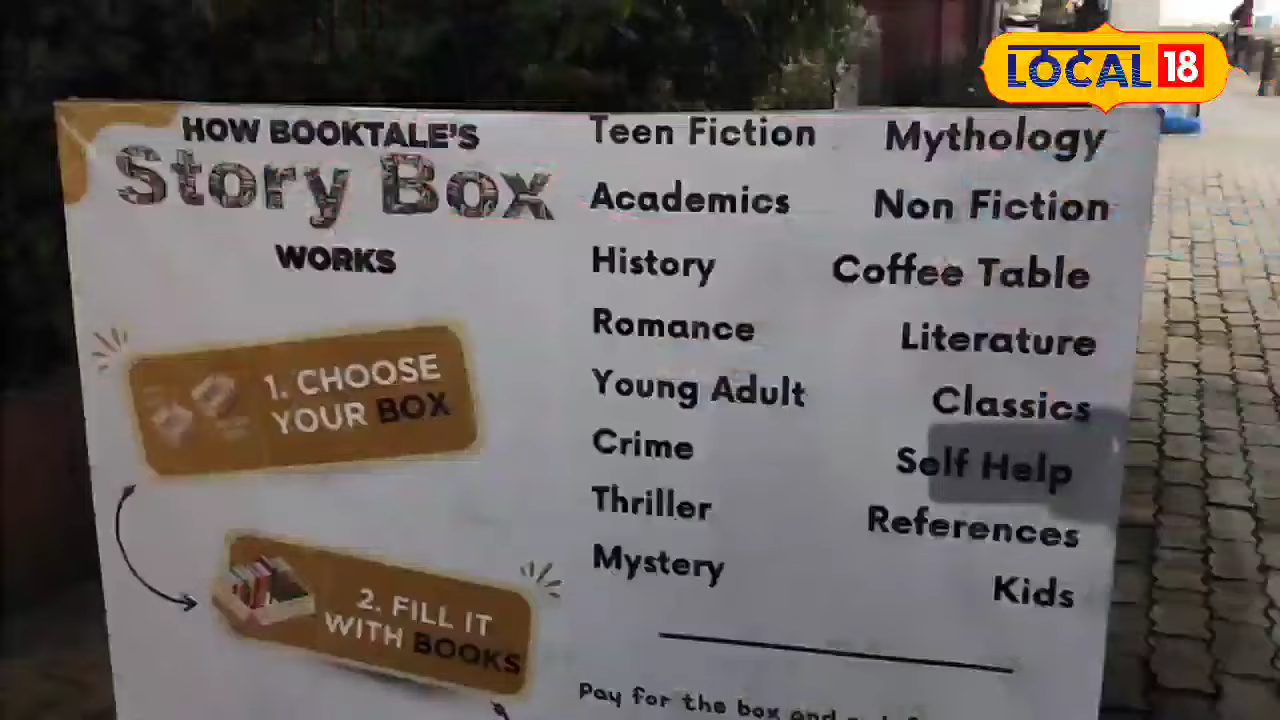 LOCAL 18
HOW BOOKTALE'S
Story Box
WORKS
1. CHOOSE
YOUR BOX
2. FILL IT
WITH BOOKS
Teen Fiction
Academics
History
Romance
Young Adult
Crime
Thriller
Mystery
Mythology
Non Fiction
Coffee Table
Literature
Classics
Self Help
References
Kids
Pay for the box and